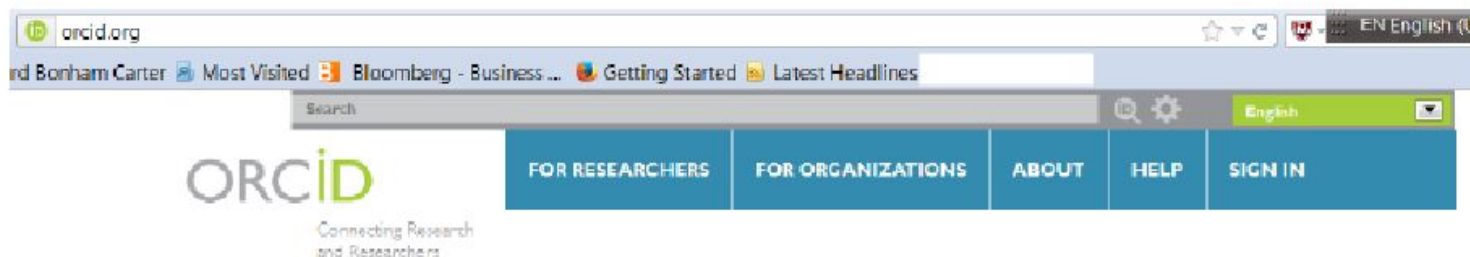 orcid.org EN English (U
rd Bonham Carter Most Visited Bloomberg - Business ... Getting Started Latest Headlines
Search English
ORCiD FOR RESEARCHERS FOR ORGANIZATIONS ABOUT HELP SIGN IN
Connecting Research
and Researchers